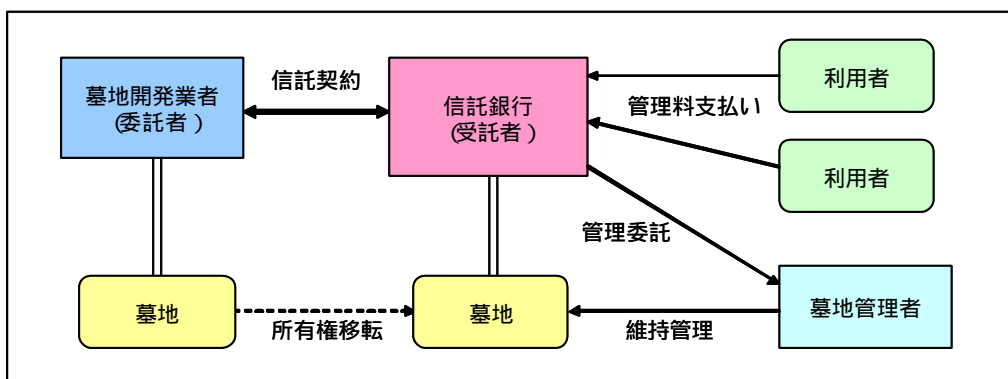 墓地開発業者
(委託者)
信託契約
信託銀行
(受託者)
管理料支払い
利用者
利用者
管理委託
墓地
所有権移転
墓地
維持管理
墓地管理者